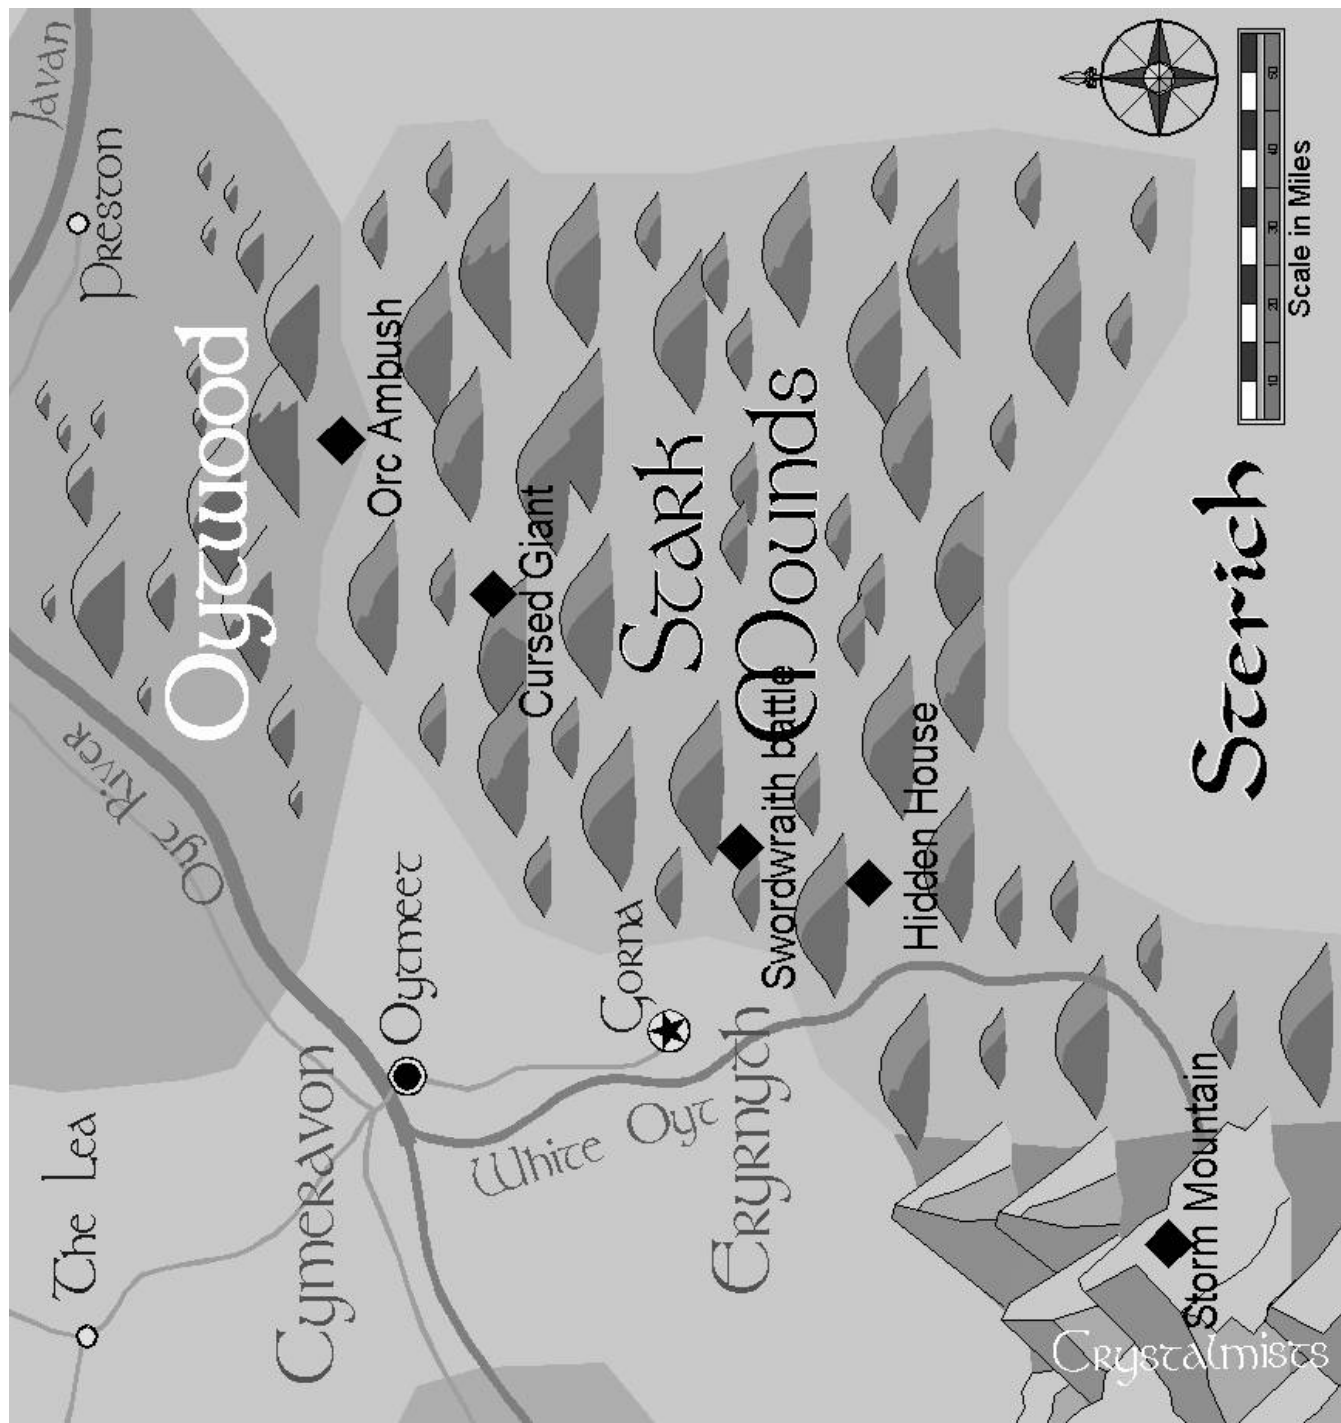 Javan
The Lea
Preston
Oyt River
Oytwood
Cymeravon
Oytmeet
Orc Ambush
Cursed Giant
White Oyt
Gorna
Stark
Mounds
Eryrnyth
Swordwraith battle
Hidden House
Crystalmists
Storm Mountain
Sterich
10 20 30 40 50
Scale in Miles